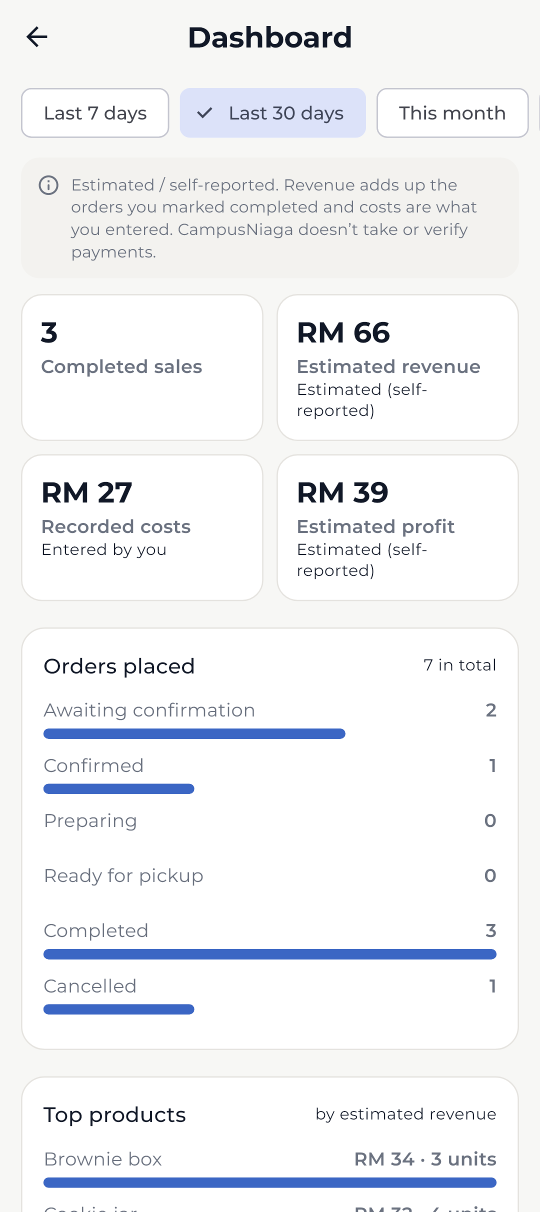 Dashboard
Last 7 days
Last 30 days
This month
Estimated / self-reported. Revenue adds up the
orders you marked completed and costs are what
you entered. CampusNiaga doesn’t take or verify
payments.
3
Completed sales
RM 66
Estimated revenue
Estimated (self-
reported)
RM 27
Recorded costs
Entered by you
RM 39
Estimated profit
Estimated (self-
reported)
Orders placed
7 in total
Awaiting confirmation 2
Confirmed 1
Preparing 0
Ready for pickup 0
Completed 3
Cancelled 1
Top products
by estimated revenue
Brownie box RM 34 · 3 units